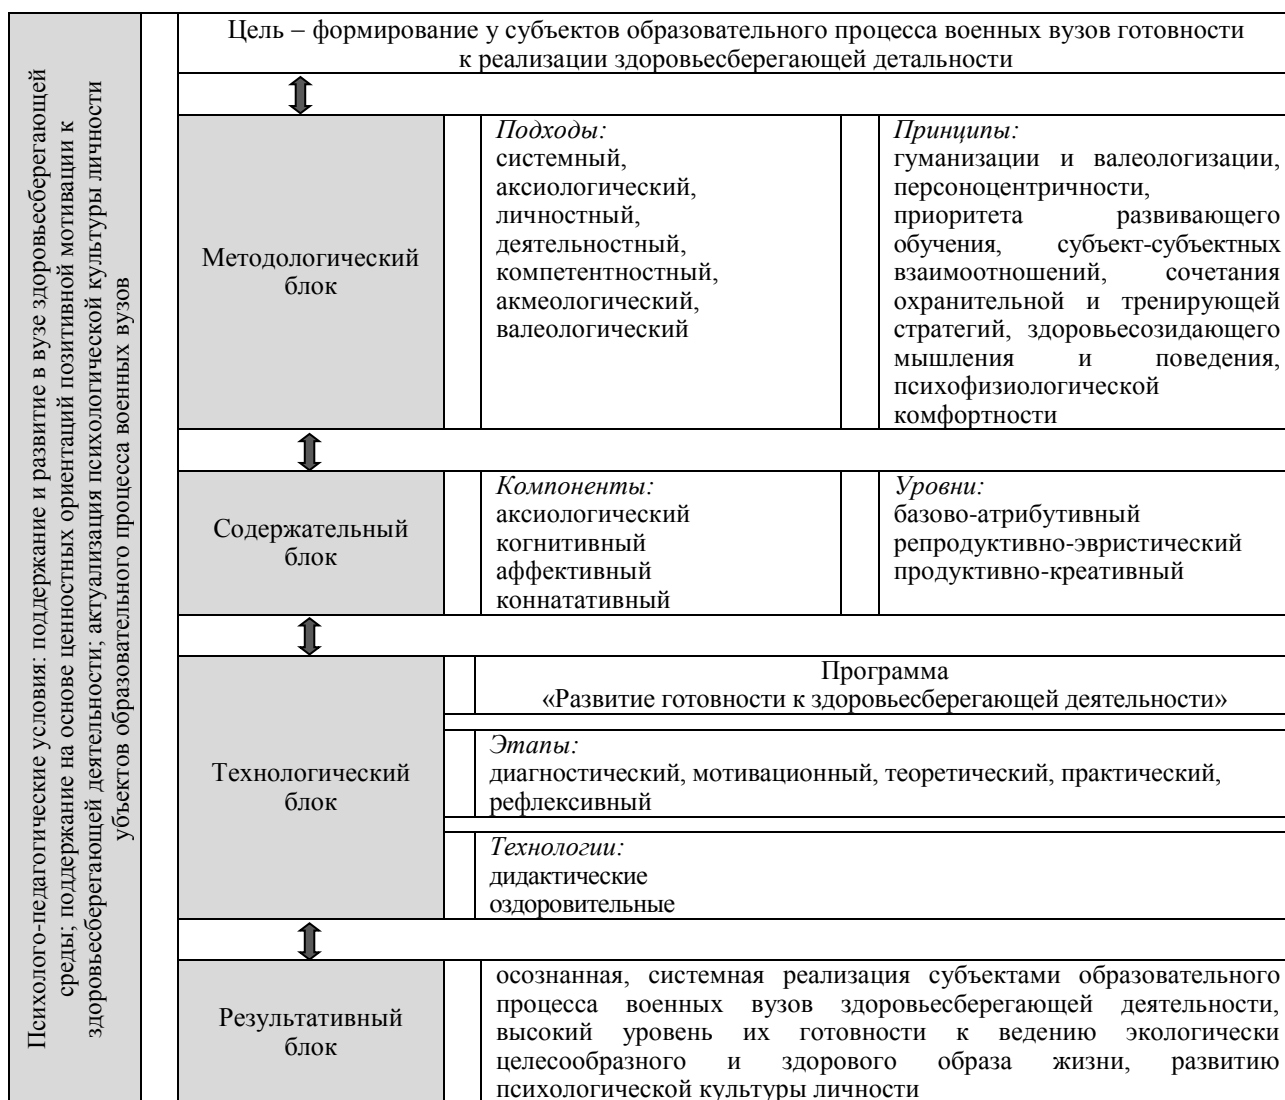 Психолого-педагогические условия: поддержание и развитие в вузе здоровьесберегающей
среды; поддержание на основе ценностных ориентаций позитивной мотивации к
здоровьесберегающей деятельности; актуализация психологической культуры личности
убъектов образовательного процесса военных вузов
Цель – формирование у субъектов образовательного процесса военных вузов готовности
к реализации здоровьесберегающей детальности
Методологический
блок
Подходы:
системный,
аксиологический,
личностный,
деятельностный,
компетентностный,
акмеологический,
валеологический
Принципы:
гуманизации и валеологизации,
персоноцентричности,
приоритета развивающего
обучения, субъект-субъектных
взаимоотношений, сочетания
охранительной и тренирующей
стратегий, здоровьесозидающего
мышления и поведения,
психофизиологической
комфортности
Содержательный
блок
Компоненты:
аксиологический
когнитивный
аффективный
коннатативный
Уровни:
базово-атрибутивный
репродуктивно-эвристический
продуктивно-креативный
Технологический
блок
Программа
«Развитие готовности к здоровьесберегающей деятельности»
Этапы:
диагностический, мотивационный, теоретический, практический,
рефлексивный
Технологии:
дидактические
оздоровительные
Результативный
блок
осознанная, системная реализация субъектами образовательного
процесса военных вузов здоровьесберегающей деятельности,
высокий уровень их готовности к ведению экологически
целесообразного и здорового образа жизни, развитию
психологической культуры личности